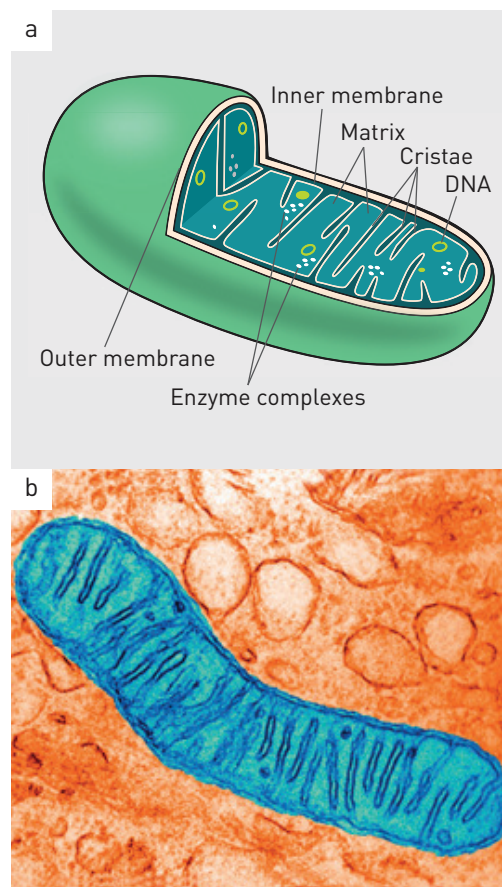 a
Inner membrane
Matrix
Cristae
DNA
Outer membrane
Enzyme complexes
b